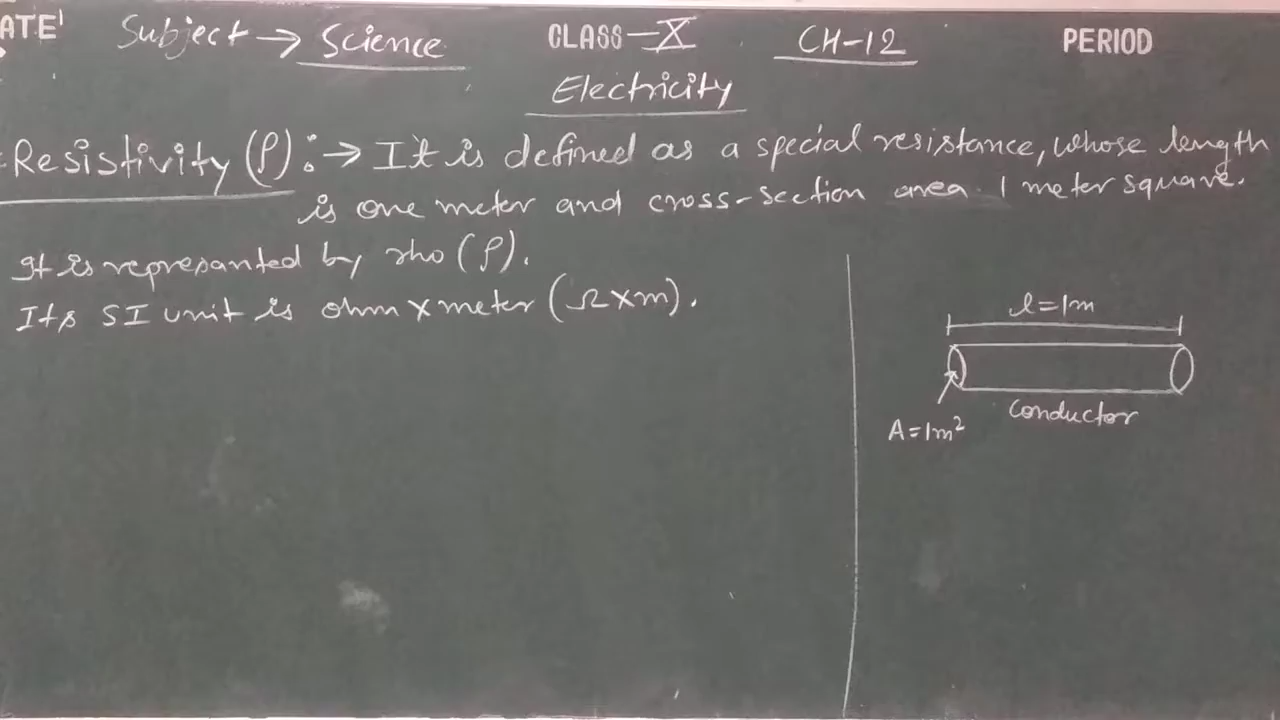 ATE'
Subject → Science CLASS-X CH-12 PERIOD
Electricity
Resistivity (ρ) :→ It is defined as a special resistance, whose length
is one meter and cross-section area 1 meter square.
It is represanted by rho (ρ).
Its SI unit is ohm x meter (Ω x m).
l=1m
A=1m²
conductor